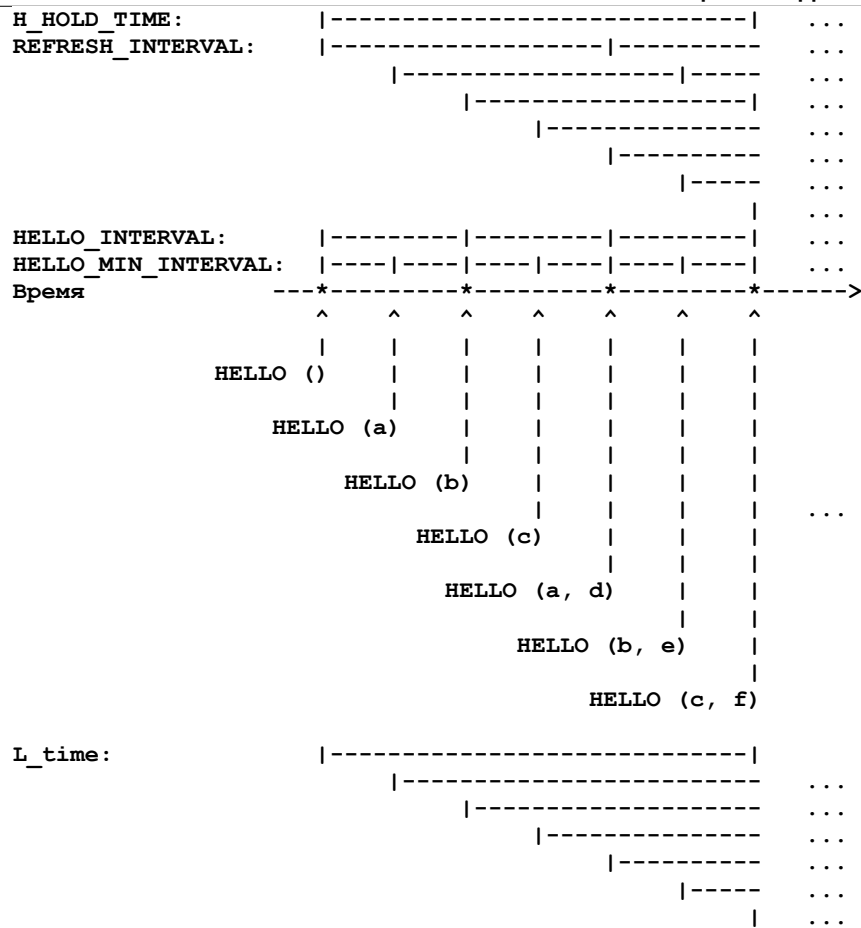 H_HOLD_TIME:           |-----------------------------|   ...
REFRESH_INTERVAL:    |-------------------|----------   ...
                          |-------------------|-----   ...
                               |-------------------|   ...
                                    |---------------   ...
                                         |----------   ...
                                              |-----   ...
                                                   |   ...
HELLO_INTERVAL:      |---------|---------|---------|   ...
HELLO_MIN_INTERVAL:  |----|----|----|----|----|----|   ...
Время             ---*---------*---------*---------*------>
                     ^    ^    ^    ^    ^    ^    ^
                     |    |    |    |    |    |    |
              HELLO ()    |    |    |    |    |    |
                          |    |    |    |    |    |
                  HELLO (a)    |    |    |    |    |
                               |    |    |    |    |
                       HELLO (b)    |    |    |    |
                                    |    |    |    |   ...
                            HELLO (c)    |    |    |
                                         |    |    |
                              HELLO (a, d)    |    |
                                              |    |
                                   HELLO (b, e)    |
                                                   |
                                        HELLO (c, f)
L_time:              |-----------------------------|
                          |-------------------------   ...
                               |--------------------   ...
                                    |---------------   ...
                                         |----------   ...
                                              |-----   ...
                                                   |   ...